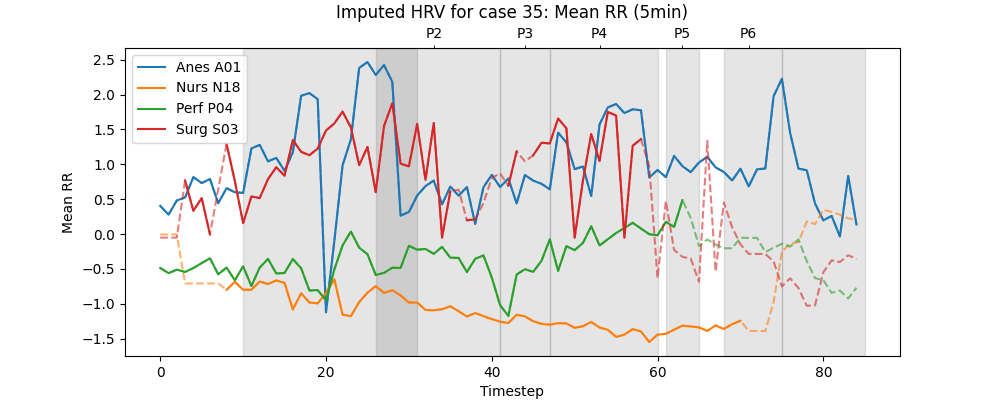 Imputed HRV for case 35: Mean RR (5min)
P2 P3 P4 P5 P6
Anes A01
Nurs N18
Perf P04
Surg S03
Mean RR
2.5
2.0
1.5
1.0
0.5
0.0
−0.5
−1.0
−1.5
0 20 40 60 80
Timestep